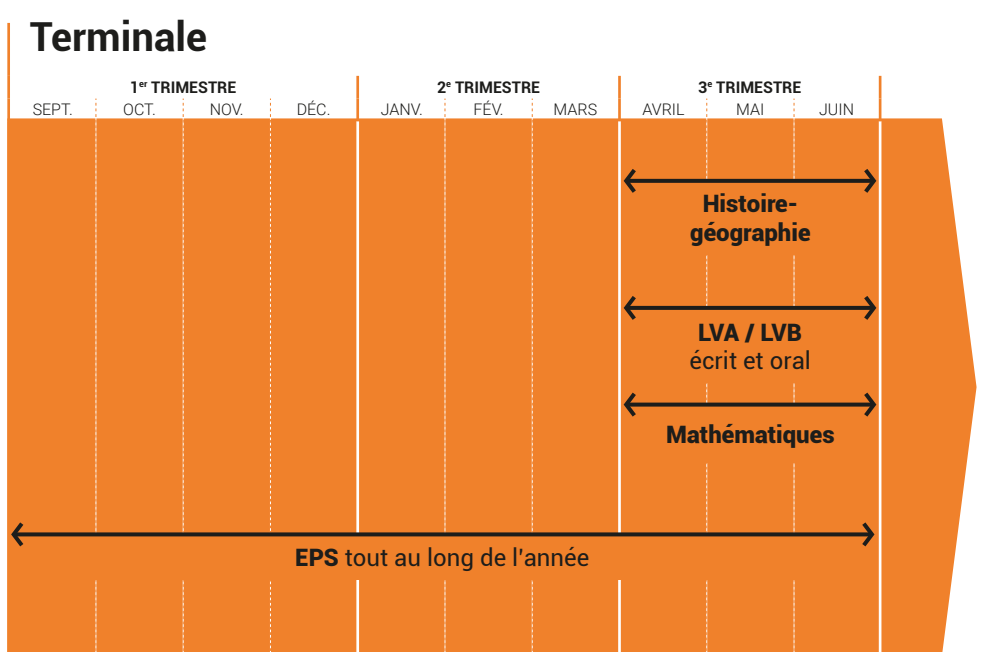 Terminale
1er TRIMESTRE 2e TRIMESTRE 3e TRIMESTRE
SEPT. OCT. NOV. DÉC. JANV. FÉV. MARS AVRIL MAI JUIN
Histoire-
géographie
LVA / LVB
écrit et oral
Mathématiques
EPS tout au long de l'année